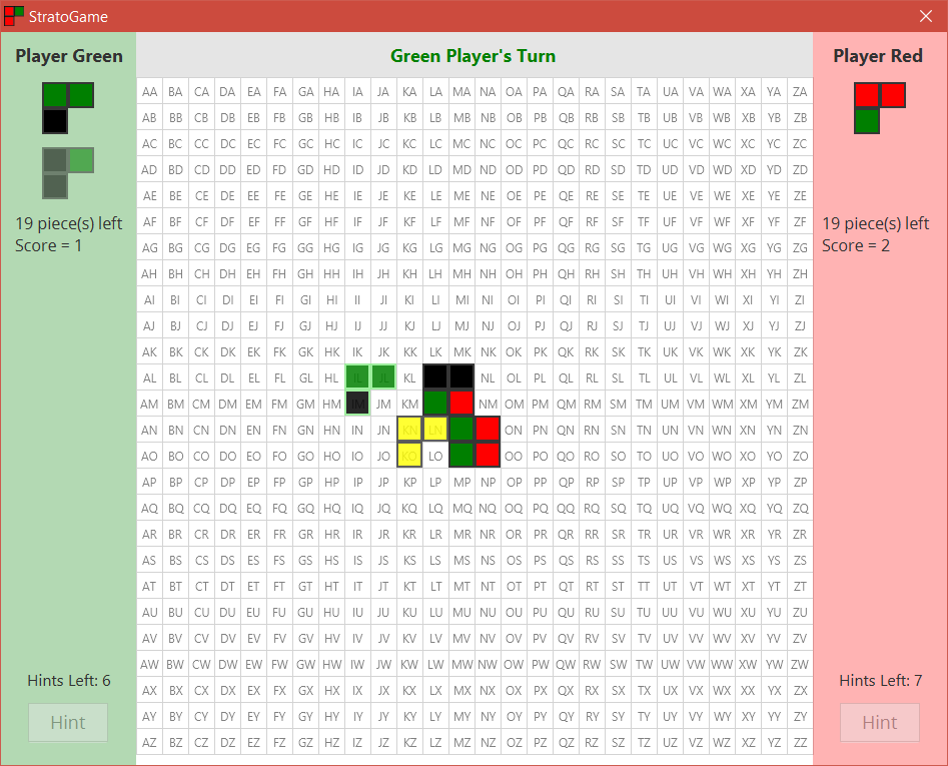 StratoGame
Player Green
Green Player's Turn
Player Red
AA BA CA DA EA FA GA HA IA JA KA LA MA NA OA PA QA RA SA TA UA VA WA XA YA ZA
AB BB CB DB EB FB GB HB IB JB KB LB MB NB OB PB QB RB SB TB UB VB WB XB YB ZB
AC BC CC DC EC FC GC HC IC JC KC LC MC NC OC PC QC RC SC TC UC VC WC XC YC ZC
AD BD CD DD ED FD GD HD ID JD KD LD MD ND OD PD QD RD SD TD UD VD WD XD YD ZD
AE BE CE DE EE FE GE HE IE JE KE LE ME NE OE PE QE RE SE TE UE VE WE XE YE ZE
AF BF CF DF EF FF GF HF IF JF KF LF MF NF OF PF QF RF SF TF UF VF WF XF YF ZF
AG BG CG DG EG FG GG HG IG JG KG LG MG NG OG PG QG RG SG TG UG VG WG XG YG ZG
AH BH CH DH EH FH GH HH IH JH KH LH MH NH OH PH QH RH SH TH UH VH WH XH YH ZH
AI BI CI DI EI FI GI HI II JI KI LI MI NI OI PI QI RI SI TI UI VI WI XI YI ZI
AJ BJ CJ DJ EJ FJ GJ HJ IJ JJ KJ LJ MJ NJ OJ PJ QJ RJ SJ TJ UJ VJ WJ XJ YJ ZJ
AK BK CK DK EK FK GK HK IK JK KK LK MK NK OK PK QK RK SK TK UK VK WK XK YK ZK
AL BL CL DL EL FL GL HL IL JL KL NL OL PL QL RL SL TL UL VL WL XL YL ZL
AM BM CM DM EM FM GM HM IM JM KM NM OM PM QM RM SM TM UM VM WM XM YM ZM
AN BN CN DN EN FN GN HN IN JN KN LN ON PN QN RN SN TN UN VN WN XN YN ZN
AO BO CO DO EO FO GO HO IO JO KO LO OO PO QO RO SO TO UO VO WO XO YO ZO
AP BP CP DP EP FP GP HP IP JP KP LP MP NP OP PP QP RP SP TP UP VP WP XP YP ZP
AQ BQ CQ DQ EQ FQ GQ HQ IQ JQ KQ LQ MQ NQ OQ PQ QQ RQ SQ TQ UQ VQ WQ XQ YQ ZQ
AR BR CR DR ER FR GR HR IR JR KR LR MR NR OR PR QR RR SR TR UR VR WR XR YR ZR
AS BS CS DS ES FS GS HS IS JS KS LS MS NS OS PS QS RS SS TS US VS WS XS YS ZS
AT BT CT DT ET FT GT HT IT JT KT LT MT NT OT PT QT RT ST TT UT VT WT XT YT ZT
AU BU CU DU EU FU GU HU IU JU KU LU MU NU OU PU QU RU SU TU UU VU WU XU YU ZU
AV BV CV DV EV FV GV HV IV JV KV LV MV NV OV PV QV RV SV TV UV VV WV XV YV ZV
AW BW CW DW EW FW GW HW IW JW KW LW MW NW OW PW QW RW SW TW UW VW WW XW YW ZW
AX BX CX DX EX FX GX HX IX JX KX LX MX NX OX PX QX RX SX TX UX VX WX XX YX ZX
AY BY CY DY EY FY GY HY IY JY KY LY MY NY OY PY QY RY SY TY UY VY WY XY YY ZY
AZ BZ CZ DZ EZ FZ GZ HZ IZ JZ KZ LZ MZ NZ OZ PZ QZ RZ SZ TZ UZ VZ WZ XZ YZ ZZ
19 piece(s) left
Score = 1
Hints Left: 6
Hint
19 piece(s) left
Score = 2
Hints Left: 7
Hint